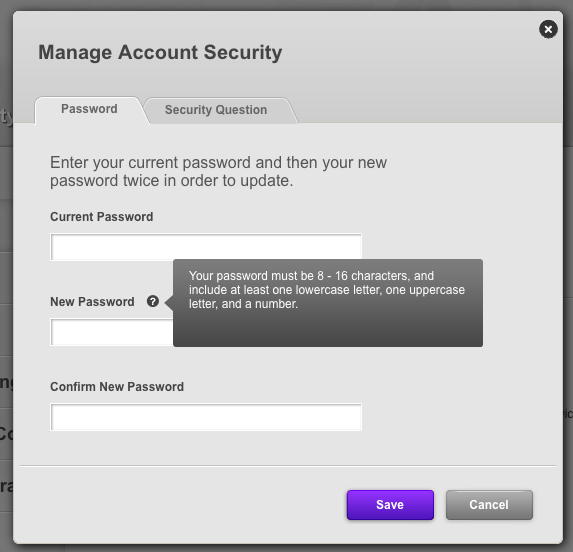 Manage Account Security
Password
Security Question
Enter your current password and then your new
password twice in order to update.
Current Password
Your password must be 8 - 16 characters, and
include at least one lowercase letter, one uppercase
letter, and a number.
New Password ?
Confirm New Password
Save
Cancel